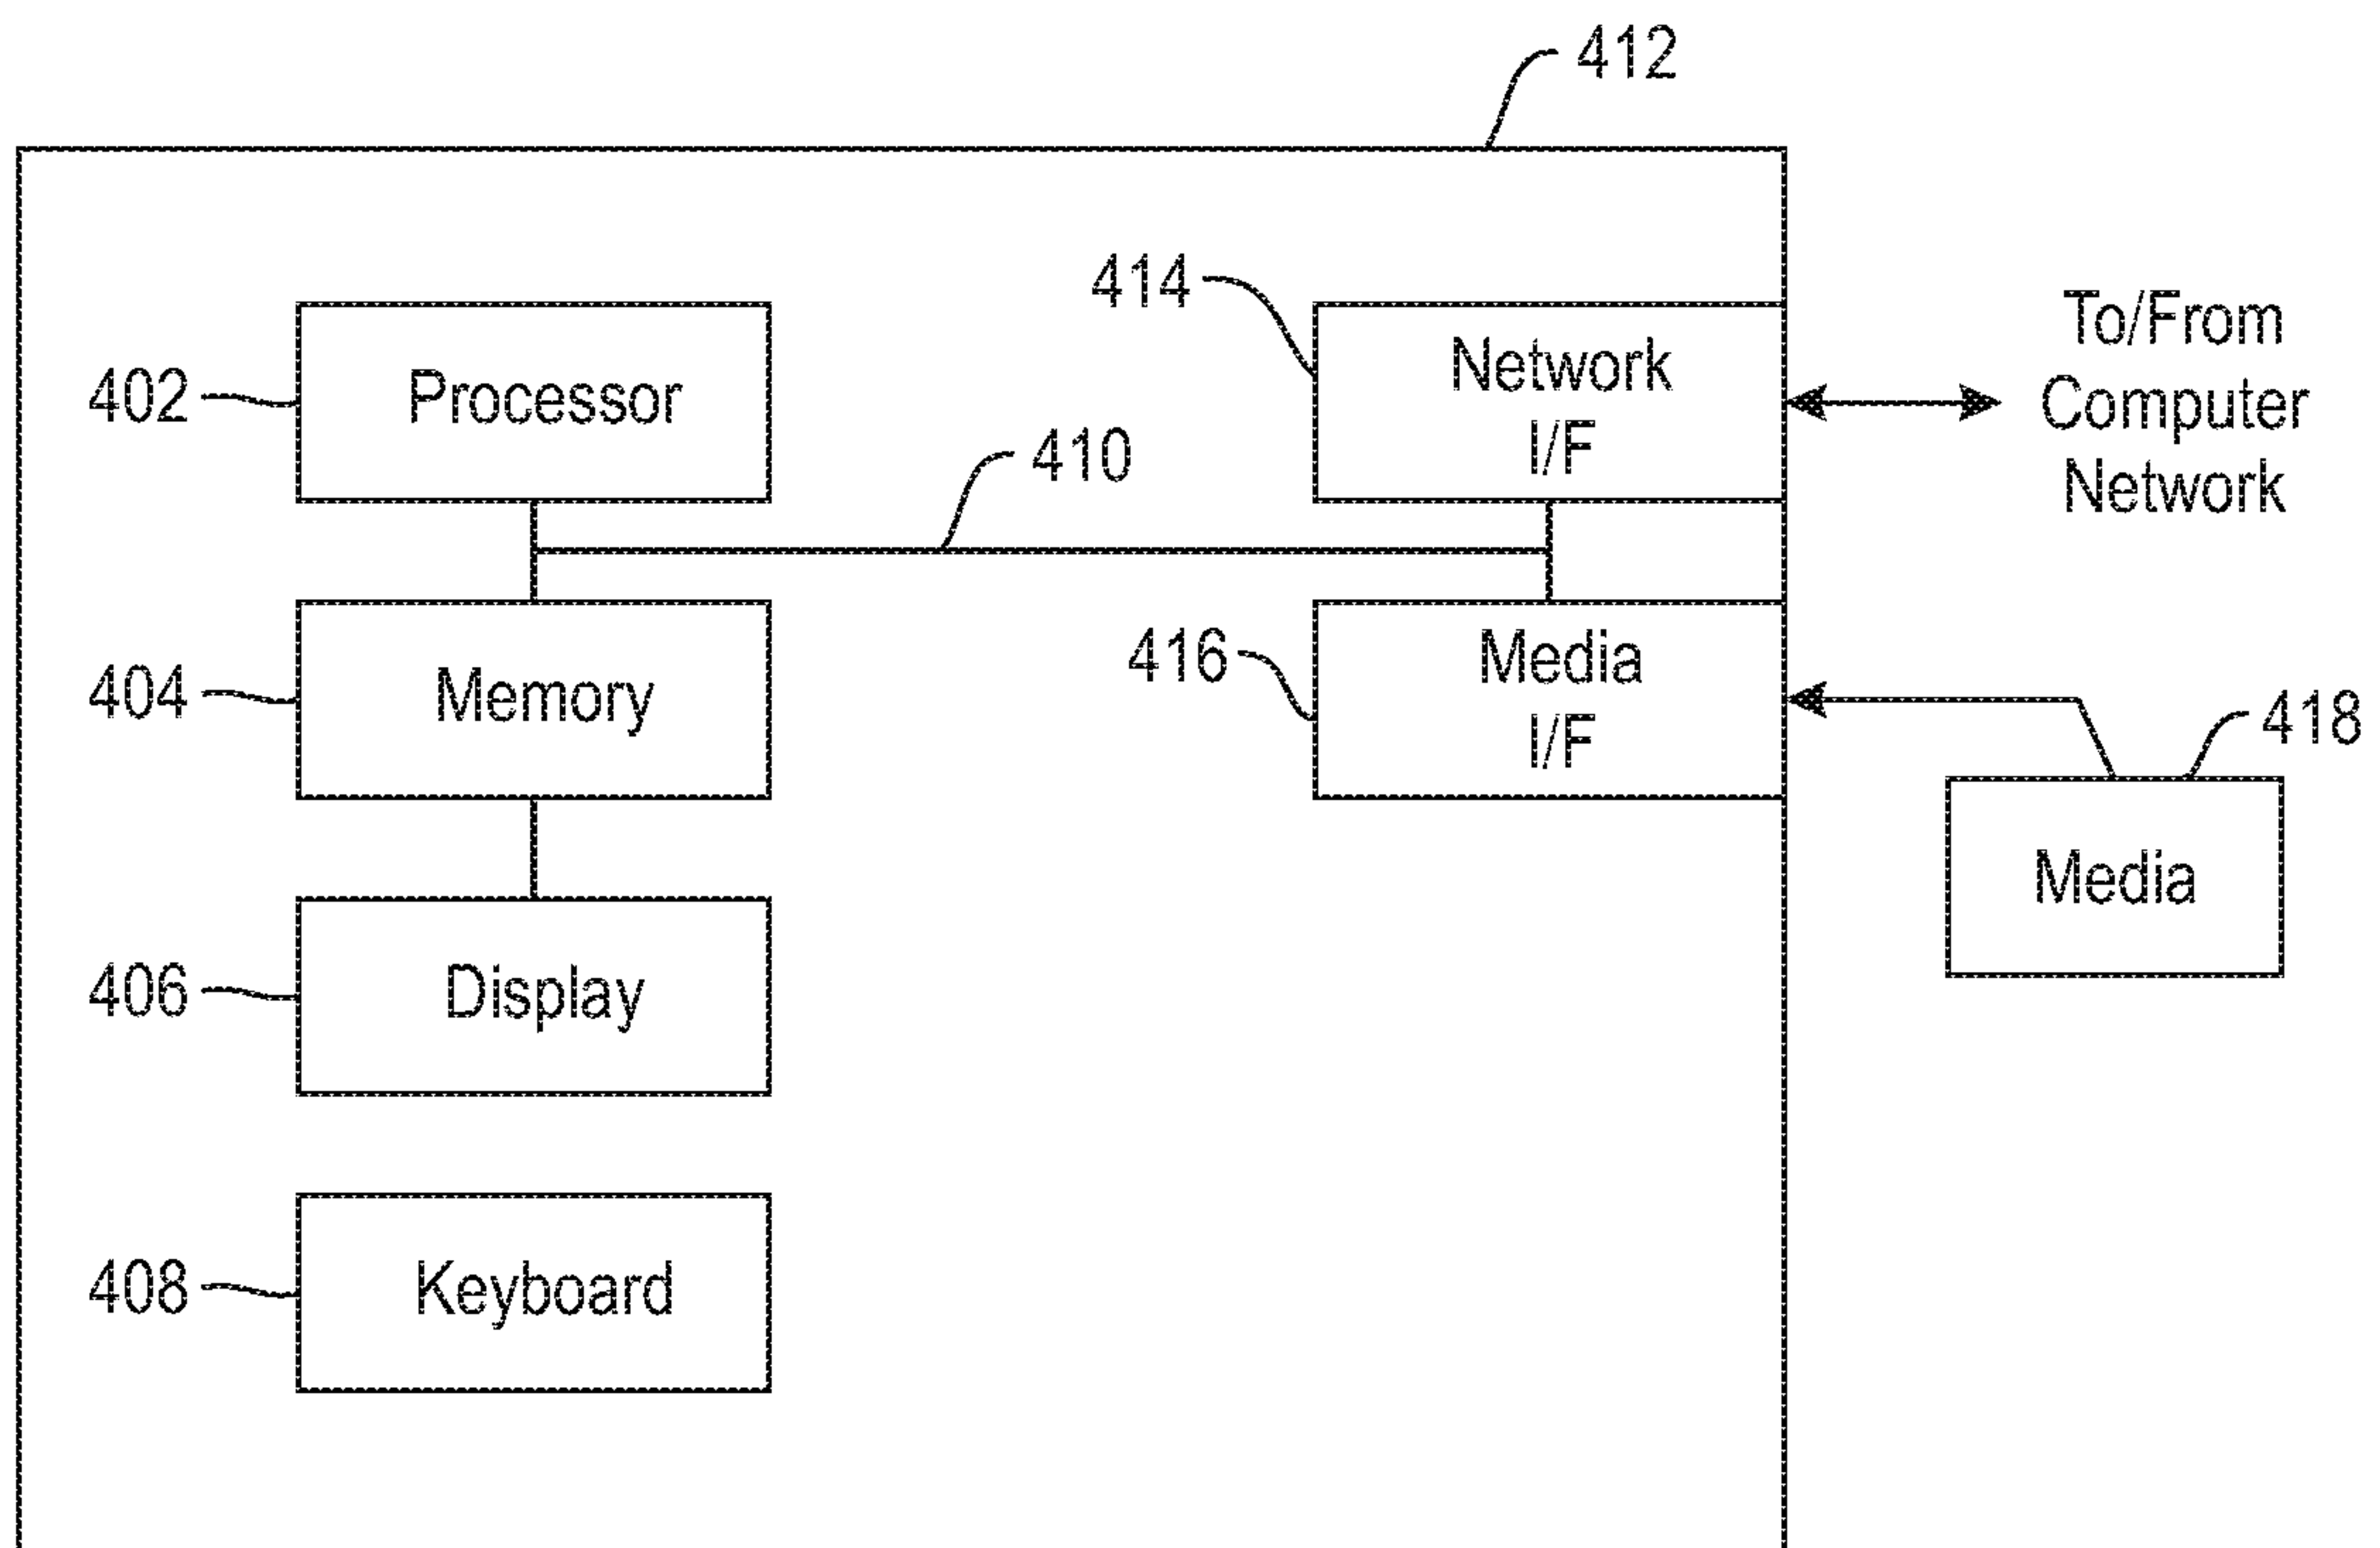 412
414
Network
I/F
To/From
Computer
Network
402
Processor
410
416
Media
I/F
404
Memory
418
Media
406
Display
408
Keyboard